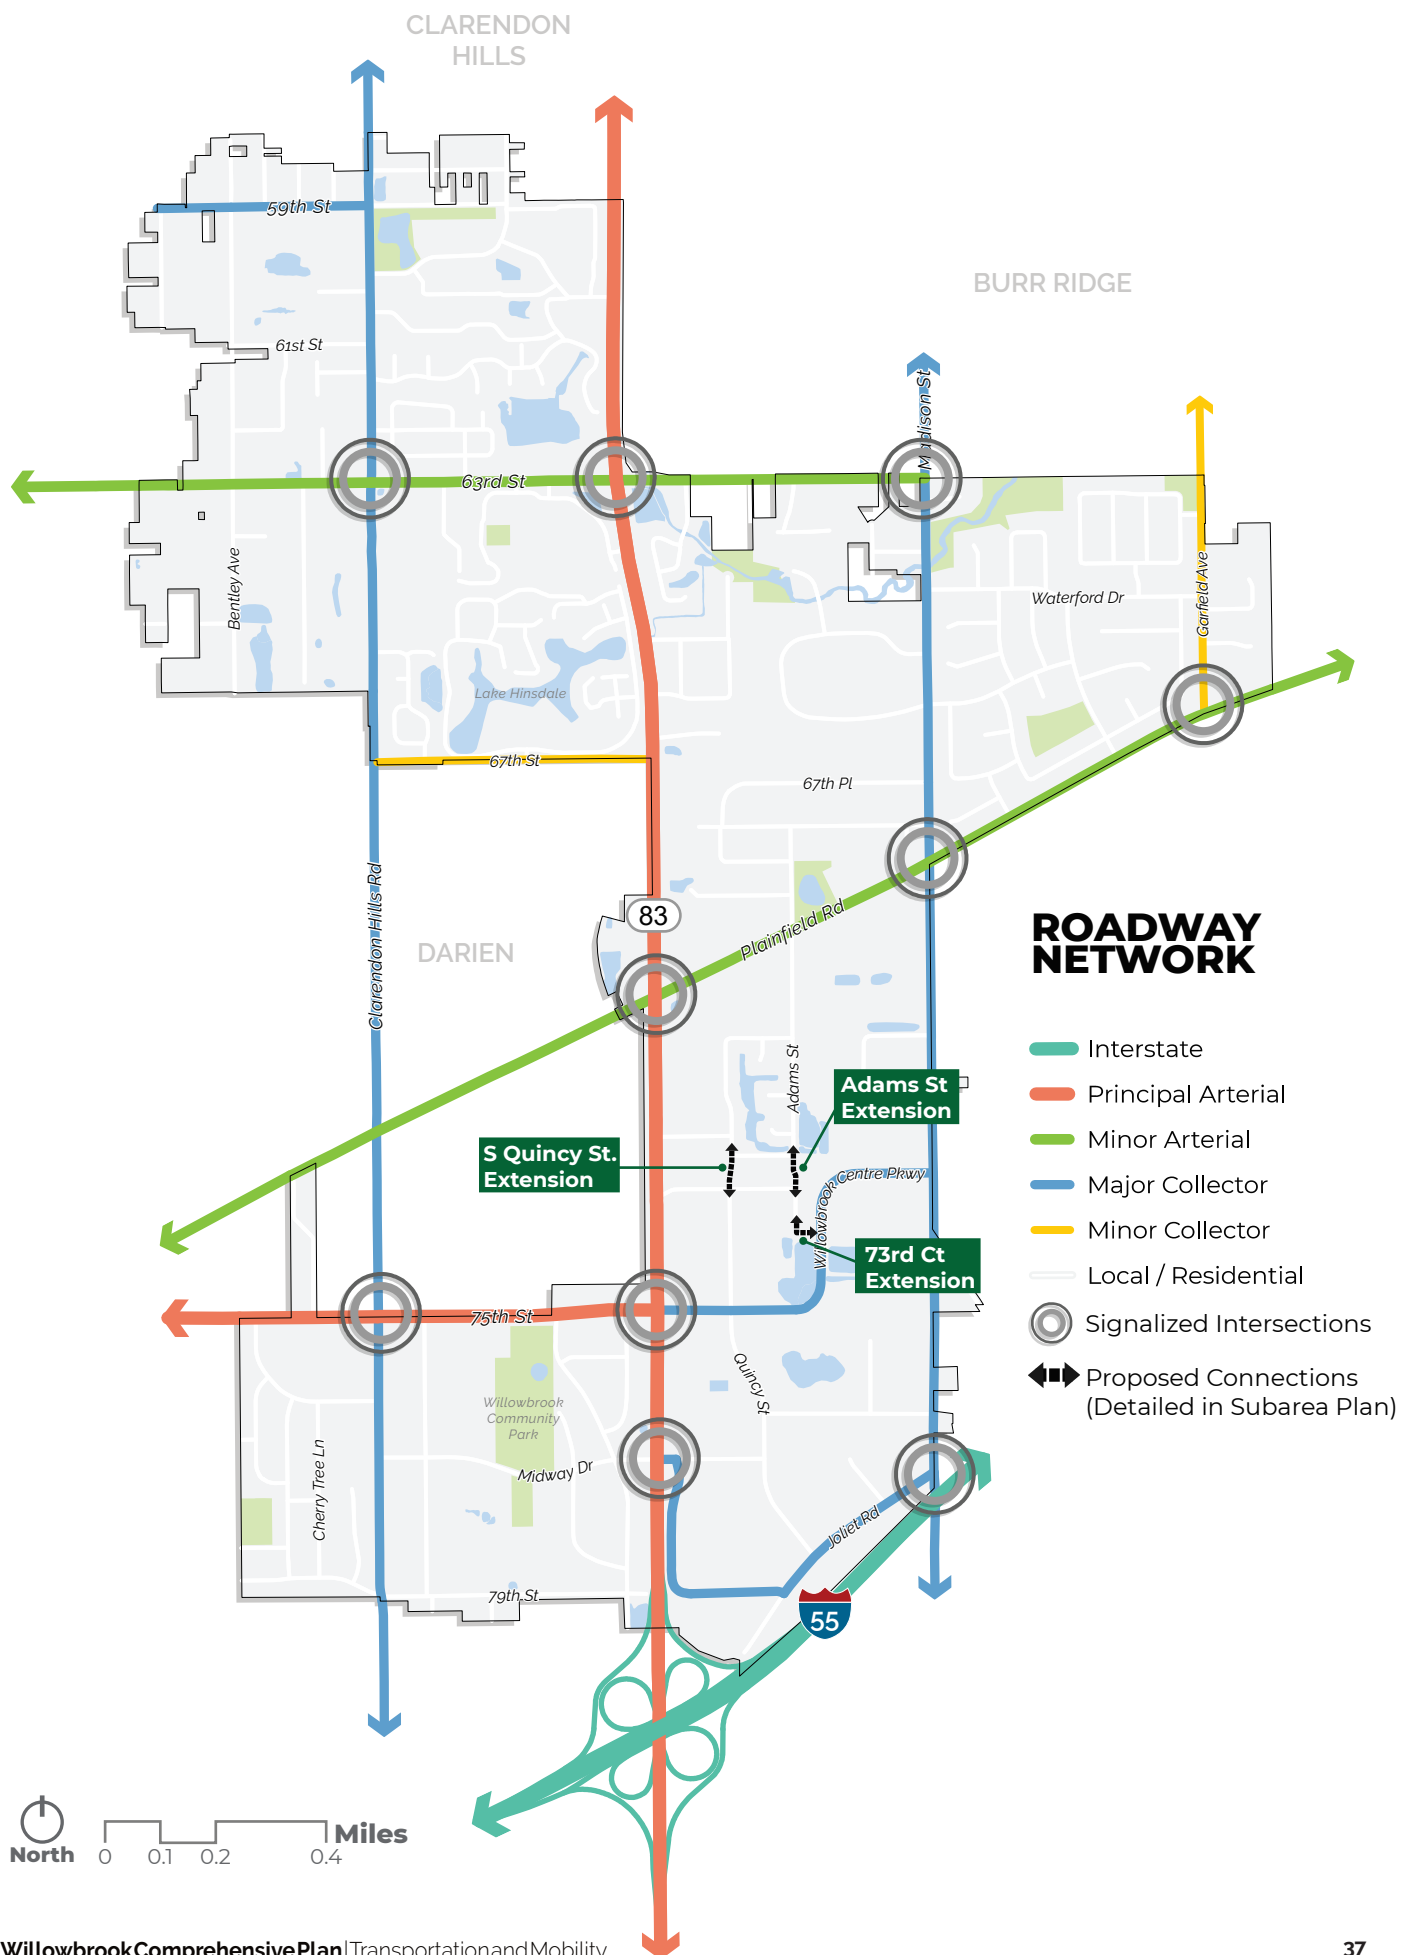 CLARENDON
HILLS
59th St
BURR RIDGE
61st St
Madison St
63rd St
Bentley Ave
Garfield Ave
Waterford Dr
Lake Hinsdale
67th St
67th Pl
Clarendon Hills Rd
83
Plainfield Rd
DARIEN
ROADWAY
NETWORK
Interstate
Principal Arterial
Minor Arterial
Major Collector
Minor Collector
Local / Residential
Signalized Intersections
Proposed Connections
(Detailed in Subarea Plan)
Adams St
Adams St
Extension
S Quincy St.
Extension
Willowbrook Centre Pkwy
73rd Ct
Extension
75th St
Quincy St
Willowbrook
Community
Park
Midway Dr
Cherry Tree Ln
Joliet Rd
79th St
55
North
0 0.1 0.2 0.4 Miles
Willowbrook Comprehensive Plan | Transportation and Mobility
37